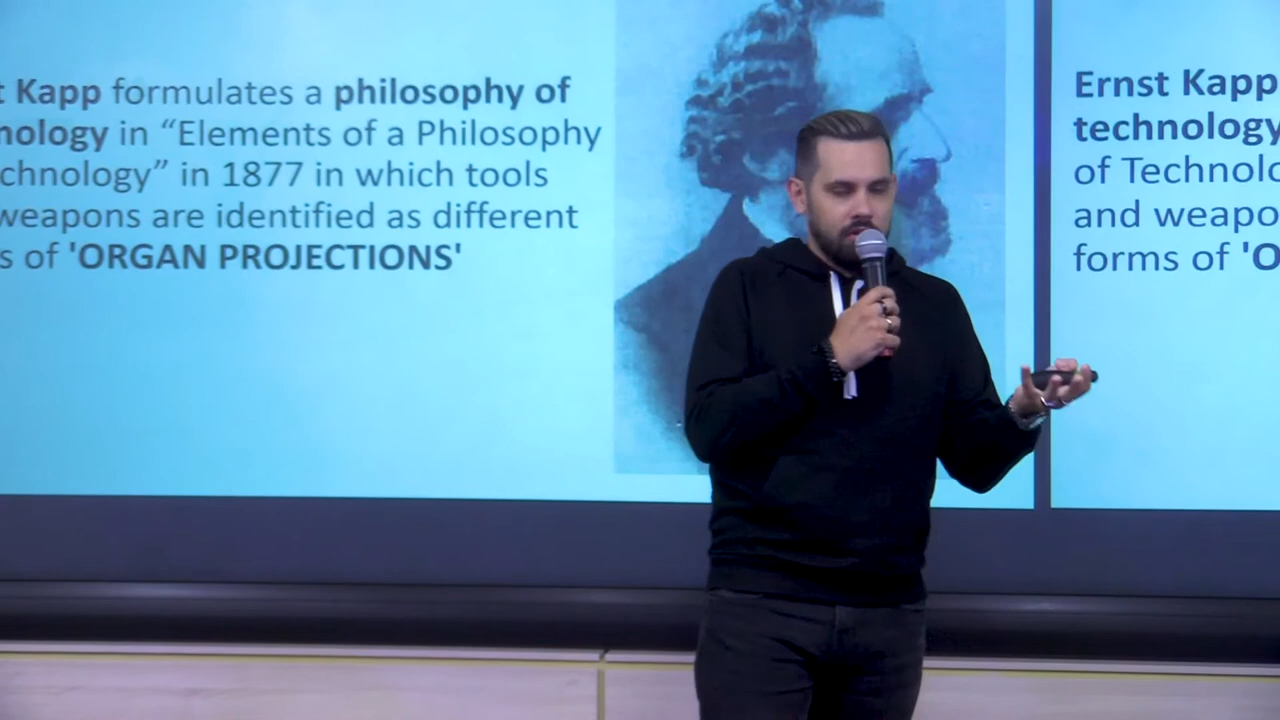 t Kapp formulates a philosophy of
nology in “Elements of a Philosophy
chnology” in 1877 in which tools
weapons are identified as different
s of 'ORGAN PROJECTIONS'
Ernst Kapp
technology
of Technolo
and weapo
forms of 'O